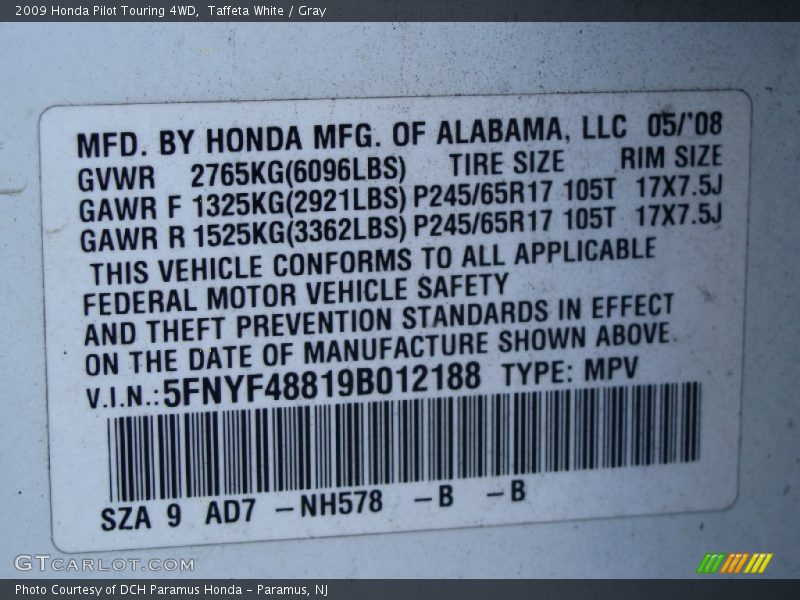 2009 Honda Pilot Touring 4WD, Taffeta White / Gray
MFD. BY HONDA MFG. OF ALABAMA, LLC 05/'08
GVWR 2765KG(6096LBS) TIRE SIZE RIM SIZE
GAWR F 1325KG(2921LBS) P245/65R17 105T 17X7.5J
GAWR R 1525KG(3362LBS) P245/65R17 105T 17X7.5J
THIS VEHICLE CONFORMS TO ALL APPLICABLE
FEDERAL MOTOR VEHICLE SAFETY
AND THEFT PREVENTION STANDARDS IN EFFECT
ON THE DATE OF MANUFACTURE SHOWN ABOVE.
V.I.N.:5FNYF48819B012188 TYPE: MPV
SZA 9 AD7 –NH578 –B –B
GTCARLOT.COM
Photo Courtesy of DCH Paramus Honda – Paramus, NJ